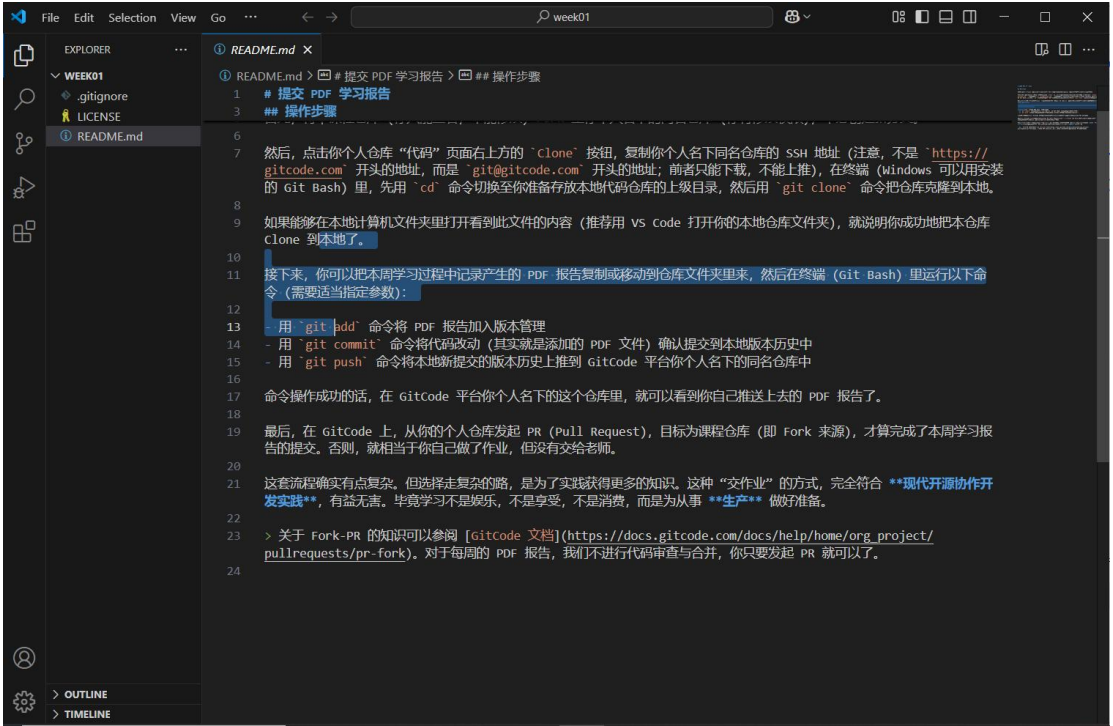 File Edit Selection View Go ··· week01
EXPLORER ···
WEEK01
.gitignore
LICENSE
README.md
OUTLINE
TIMELINE
README.md
README.md > # 提交 PDF 学习报告 > ## 操作步骤
1 # 提交 PDF 学习报告
3 ## 操作步骤
6
7 然后，点击你个人仓库 “代码” 页面右上方的 `Clone` 按钮，复制你个人名下同名仓库的 SSH 地址 (注意，不是 `https://
gitcode.com` 开头的地址，而是 `git@gitcode.com` 开头的地址；前者只能下载，不能上推)，在终端 (Windows 可以用安装
的 Git Bash) 里，先用 `cd` 命令切换至你准备存放本地代码仓库的上级目录，然后用 `git clone` 命令把仓库克隆到本地。
8
9 如果能够在本地计算机文件夹里打开看到此文件的内容 (推荐用 VS Code 打开你的本地仓库文件夹)，就说明你成功地把本仓库
Clone 到本地了。
10
11 接下来，你可以把本周学习过程中记录产生的 PDF 报告复制或移动到仓库文件夹里来，然后在终端 (Git Bash) 里运行以下命
令 (需要适当指定参数)：
12
13 - 用 `git add` 命令将 PDF 报告加入版本管理
14 - 用 `git commit` 命令将代码改动 (其实就是添加的 PDF 文件) 确认提交到本地版本历史中
15 - 用 `git push` 命令将本地新提交的版本历史上推到 GitCode 平台你个人名下的同名仓库中
16
17 命令操作成功的话，在 GitCode 平台你个人名下的这个仓库里，就可以看到你自己推送上去的 PDF 报告了。
18
19 最后，在 GitCode 上，从你的个人仓库发起 PR (Pull Request)，目标为课程仓库 (即 Fork 来源)，才算完成了本周学习报
告的提交。否则，就相当于你自己做了作业，但没有交给老师。
20
21 这套流程确实有点复杂。但选择走复杂的路，是为了实践获得更多的知识。这种 “交作业” 的方式，完全符合 **现代开源协作开
发实践**，有益无害。毕竟学习不是娱乐，不是享受，不是消费，而是为从事 **生产** 做好准备。
22
23 > 关于 Fork-PR 的知识可以参阅 [GitCode 文档](https://docs.gitcode.com/docs/help/home/org_project/
pullrequests/pr-fork)。对于每周的 PDF 报告，我们不进行代码审查与合并，你只要发起 PR 就可以了。
24